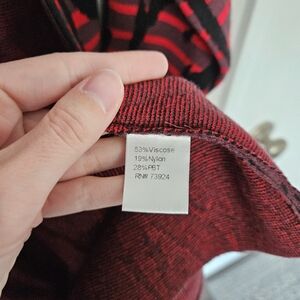 53%Viscose
19%Nylon
28%PBT
RN# 73924